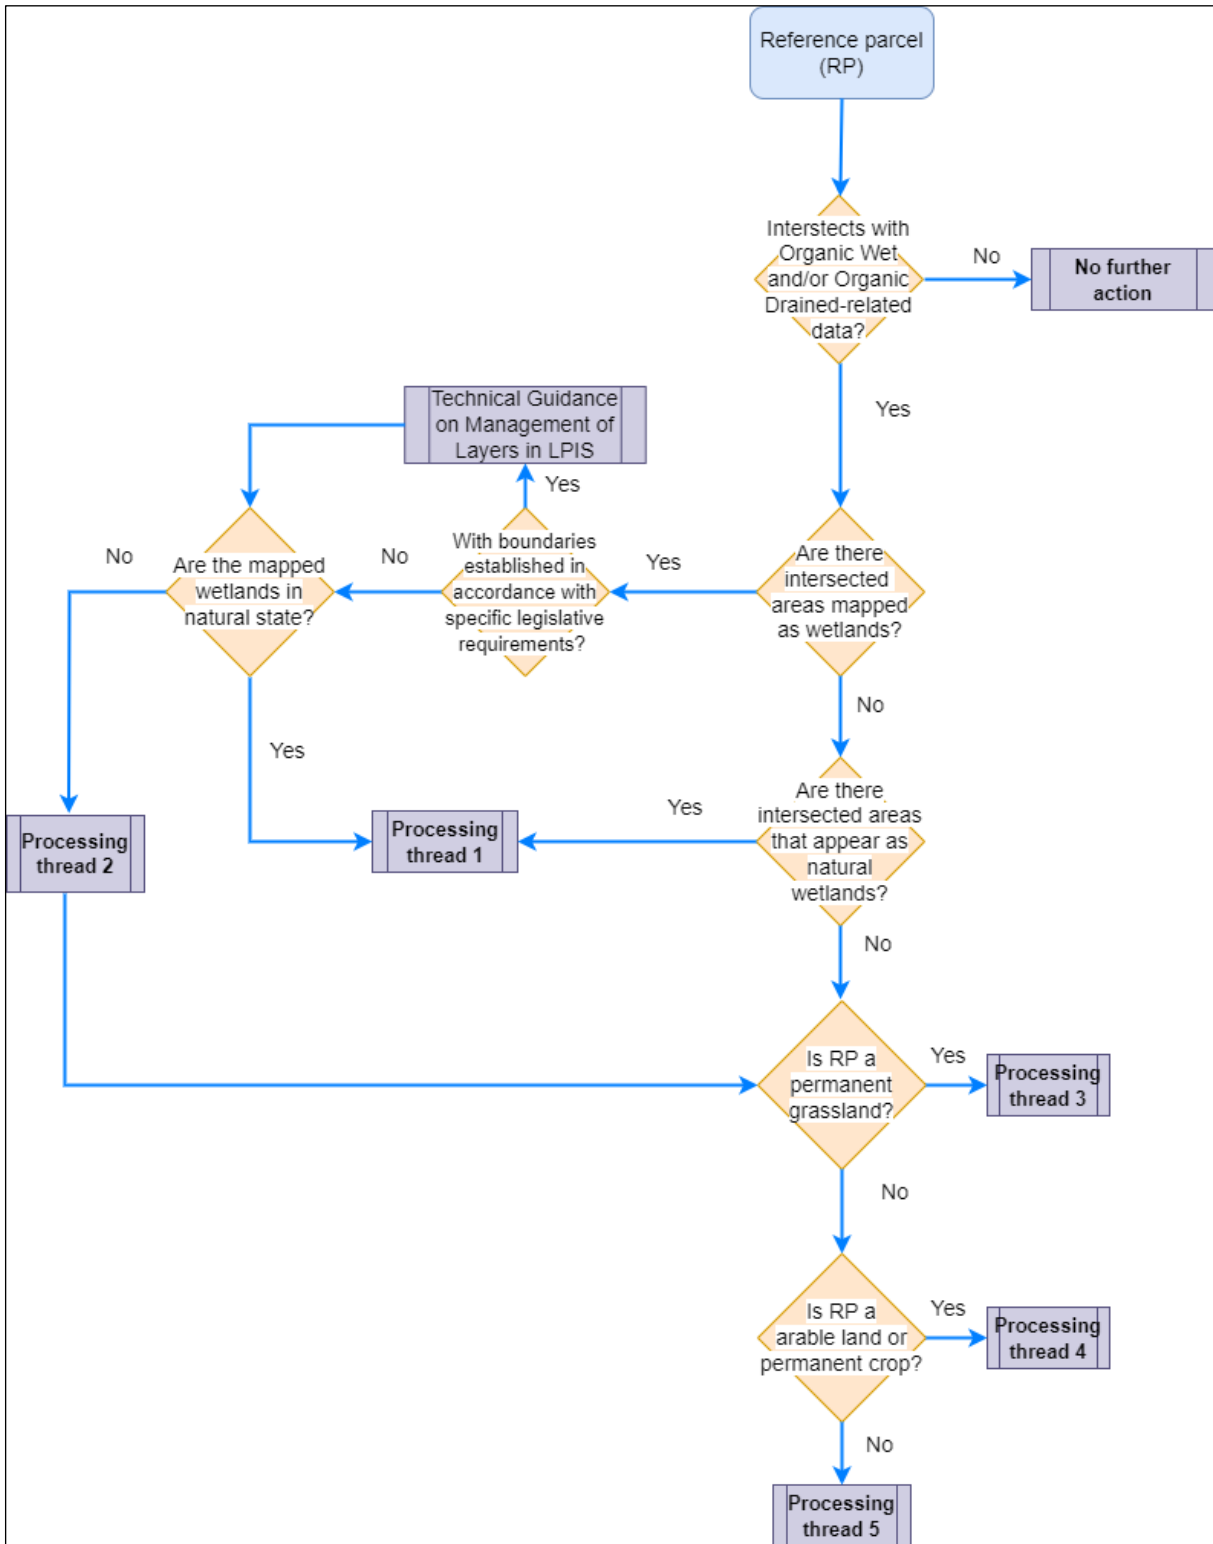 Reference parcel
(RP)
Interstects with
Organic Wet
and/or Organic
Drained-related
data?
No
No further
action
Yes
Technical Guidance
on Management of
Layers in LPIS
Yes
With boundaries
established in
accordance with
specific legislative
requirements?
No
Are the mapped
wetlands in
natural state?
No
Yes
Are there
intersected
areas mapped
as wetlands?
Yes
No
Are there
intersected areas
that appear as
natural
wetlands?
Yes
Processing
thread 1
Processing
thread 2
No
Is RP a
permanent
grassland?
Yes
Processing
thread 3
No
Is RP a
arable land or
permanent crop?
Yes
Processing
thread 4
No
Processing
thread 5